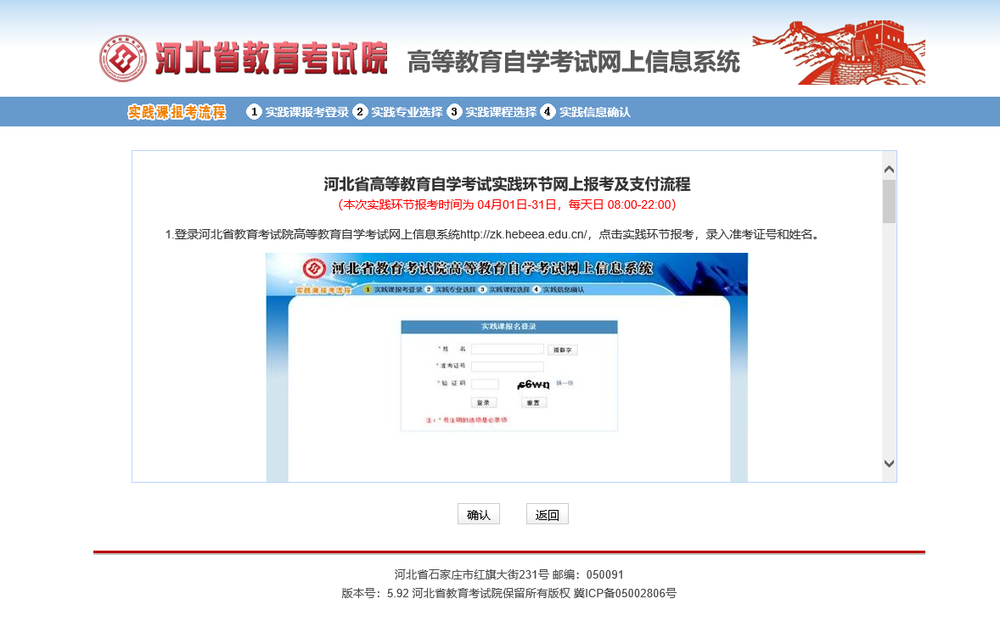 河北省教育考试院 高等教育自学考试网上信息系统
实践课报考流程 1 实践课报考登录 2 实践专业选择 3 实践课程选择 4 实践信息确认
河北省高等教育自学考试实践环节网上报考及支付流程
（本次实践环节报考时间为 04月01日-31日，每天日 08:00-22:00）
1.登录河北省教育考试院高等教育自学考试网上信息系统http://zk.hebeea.edu.cn/，点击实践环节报考，录入准考证号和姓名。
河北省教育考试院高等教育自学考试网上信息系统
实践课报考流程 1 实践课报考登录 2 实践专业选择 3 实践课程选择 4 实践信息确认
实践课报名登录
* 姓 名
* 准考证号
* 验 证 码 s6wn 换一张
登录 重置
注：* 号注明的选项是必录项
确认 返回
河北省石家庄市红旗大街231号 邮编：050091
版本号：5.92 河北省教育考试院保留所有版权 冀ICP备05002806号